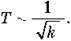 T ~ 1/√k.